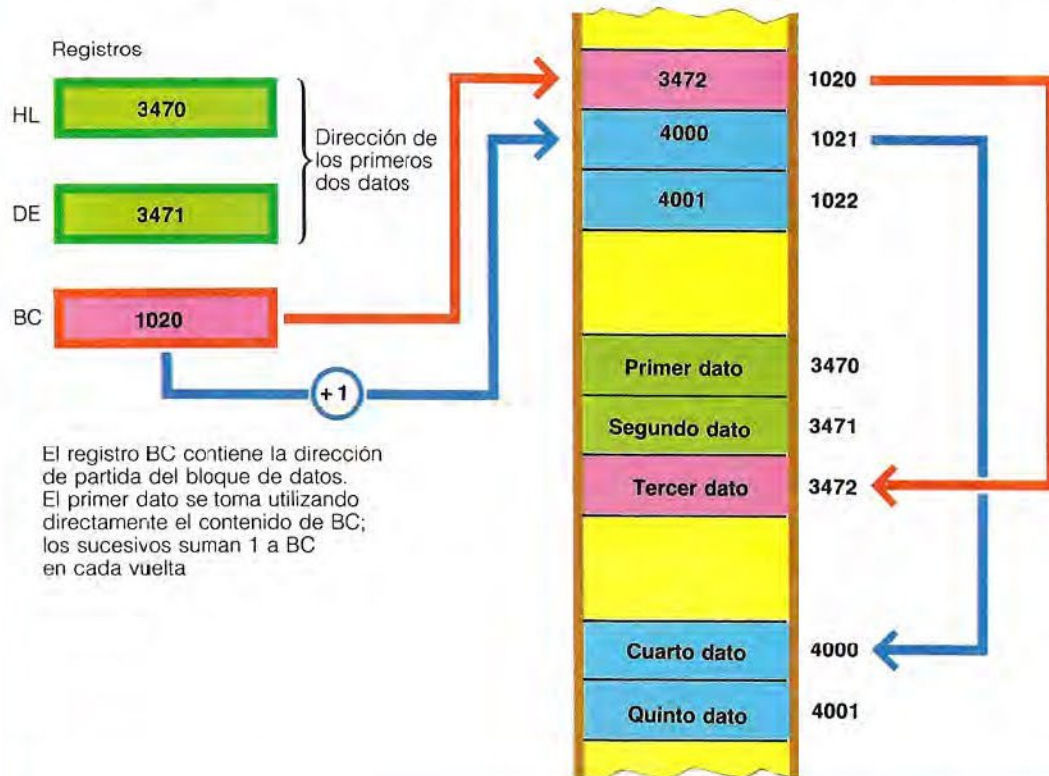 Registros
HL
3470
DE
3471
Dirección de
los primeros
dos datos
BC
1020
+1
El registro BC contiene la dirección
de partida del bloque de datos.
El primer dato se toma utilizando
directamente el contenido de BC;
los sucesivos suman 1 a BC
en cada vuelta
3472 1020
4000 1021
4001 1022
Primer dato 3470
Segundo dato 3471
Tercer dato 3472
Cuarto dato 4000
Quinto dato 4001